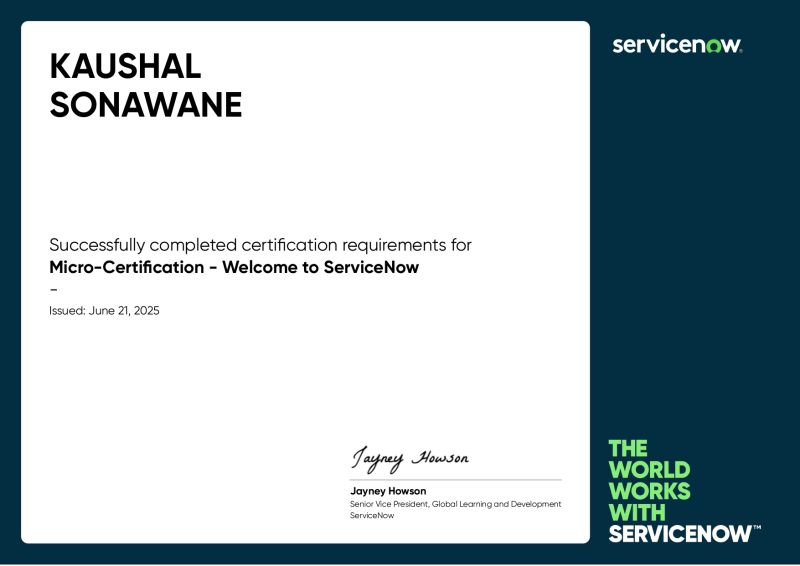 KAUSHAL
SONAWANE
servicenow.
Successfully completed certification requirements for
Micro-Certification - Welcome to ServiceNow
–
Issued: June 21, 2025
Jayney Howson
Jayney Howson
Senior Vice President, Global Learning and Development
ServiceNow
THE
WORLD
WORKS
WITH
SERVICENOW™